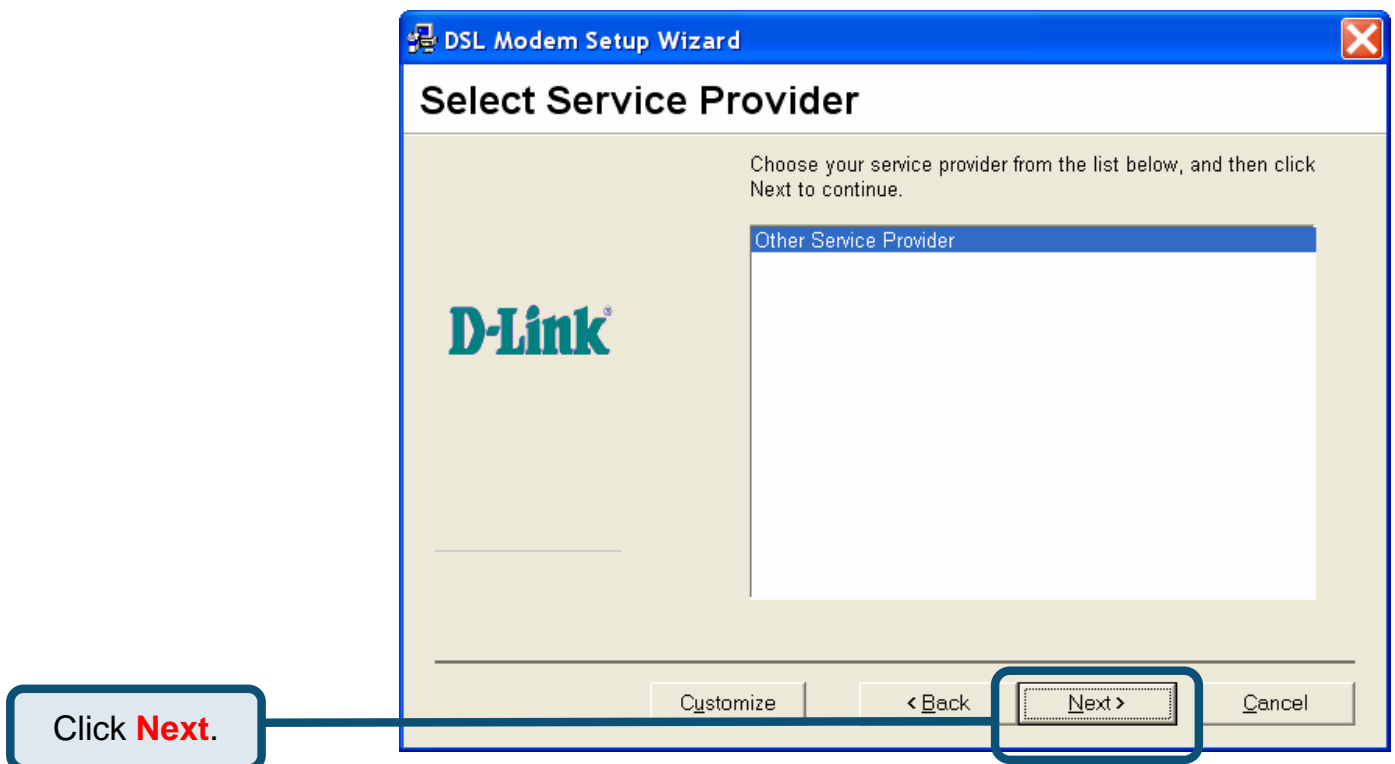 DSL Modem Setup Wizard
Select Service Provider
Choose your service provider from the list below, and then click
Next to continue.
Other Service Provider
D-Link®
Customize
< Back
Next >
Cancel
Click Next.